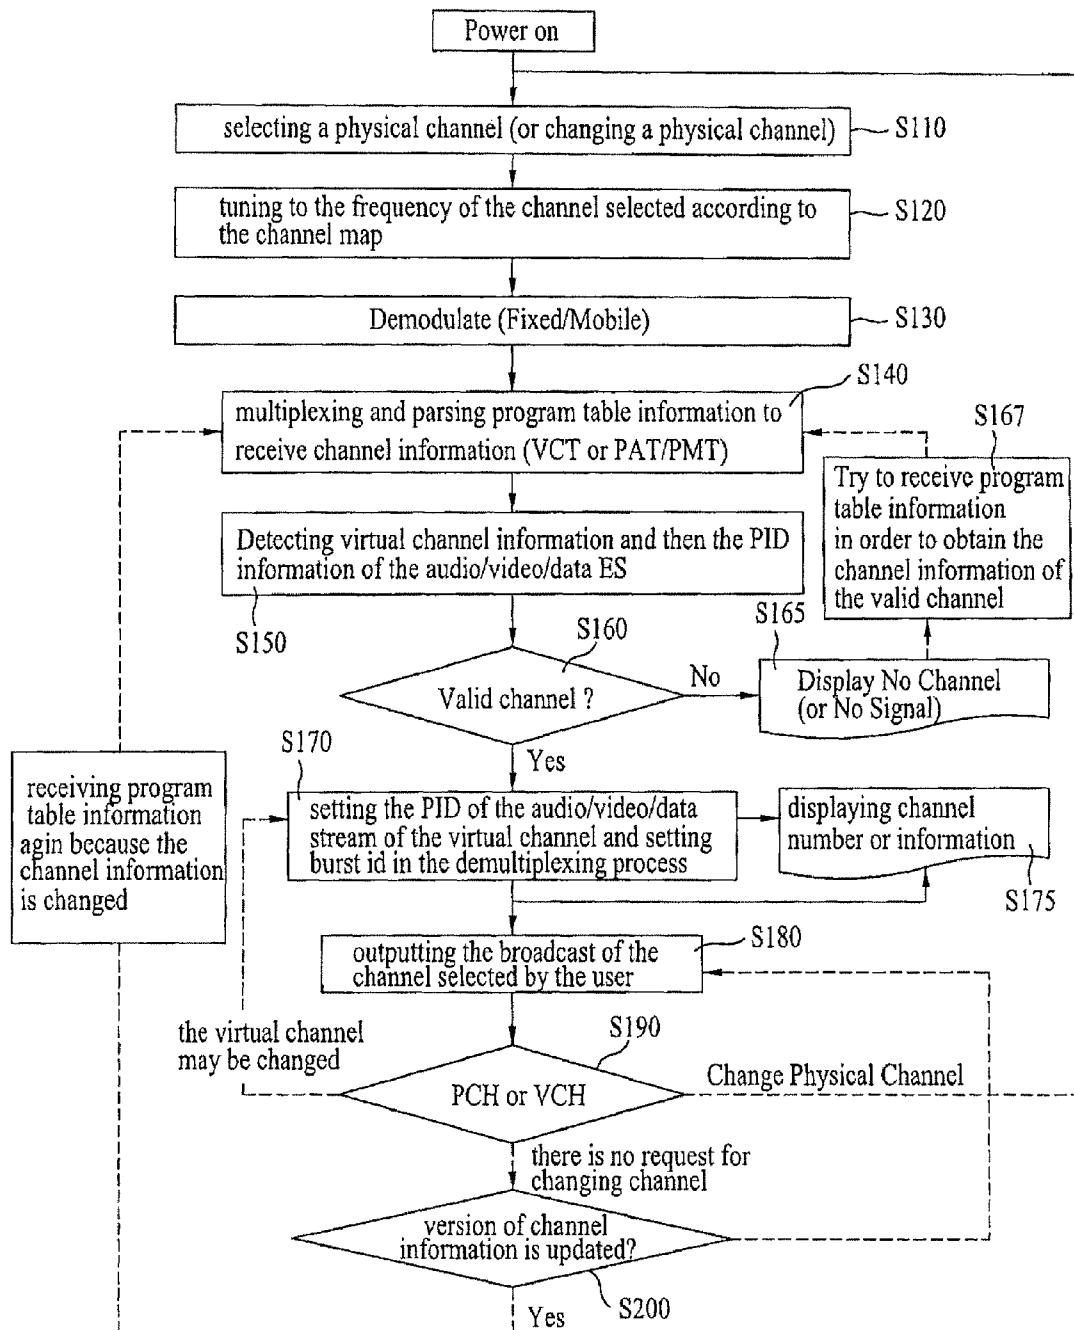 Power on
selecting a physical channel (or changing a physical channel)
S110
tuning to the frequency of the channel selected according to
the channel map
S120
Demodulate (Fixed/Mobile)
S130
S140
multiplexing and parsing program table information to
receive channel information (VCT or PAT/PMT)
S167
Try to receive program
table information
in order to obtain the
channel information of
the valid channel
Detecting virtual channel information and then the PID
information of the audio/video/data ES
S150
S160
Valid channel ?
No
S165
Display No Channel
(or No Signal)
Yes
S170
setting the PID of the audio/video/data
stream of the virtual channel and setting
burst id in the demultiplexing process
displaying channel
number or information
S175
receiving program
table information
agin because the
channel information
is changed
S180
outputting the broadcast of the
channel selected by the user
the virtual channel
may be changed
S190
PCH or VCH
Change Physical Channel
there is no request for
changing channel
version of channel
information is updated?
S200
Yes